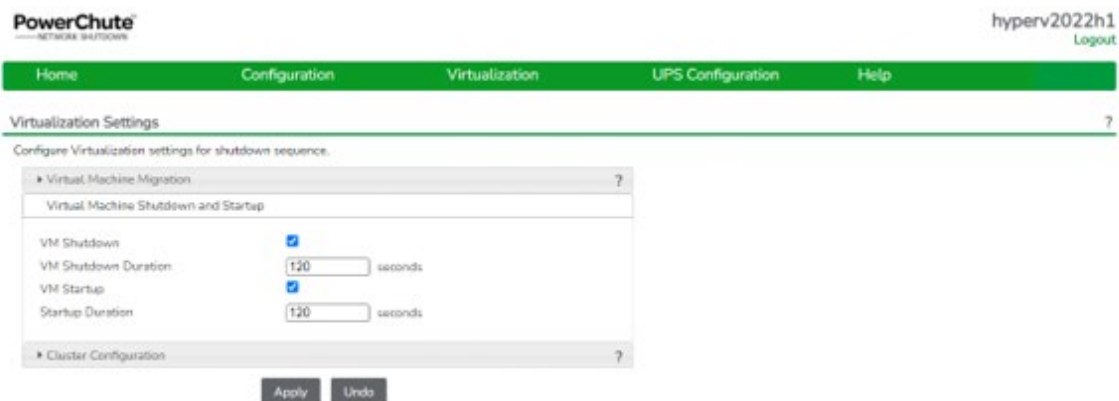 PowerChute
NETWORK SHUTDOWN
hyperv2022h1
Logout
Home Configuration Virtualization UPS Configuration Help
Virtualization Settings ?
Configure Virtualization settings for shutdown sequence.
Virtual Machine Migration ?
Virtual Machine Shutdown and Startup
VM Shutdown
VM Shutdown Duration 120 seconds
VM Startup
Startup Duration 120 seconds
Cluster Configuration ?
Apply Undo